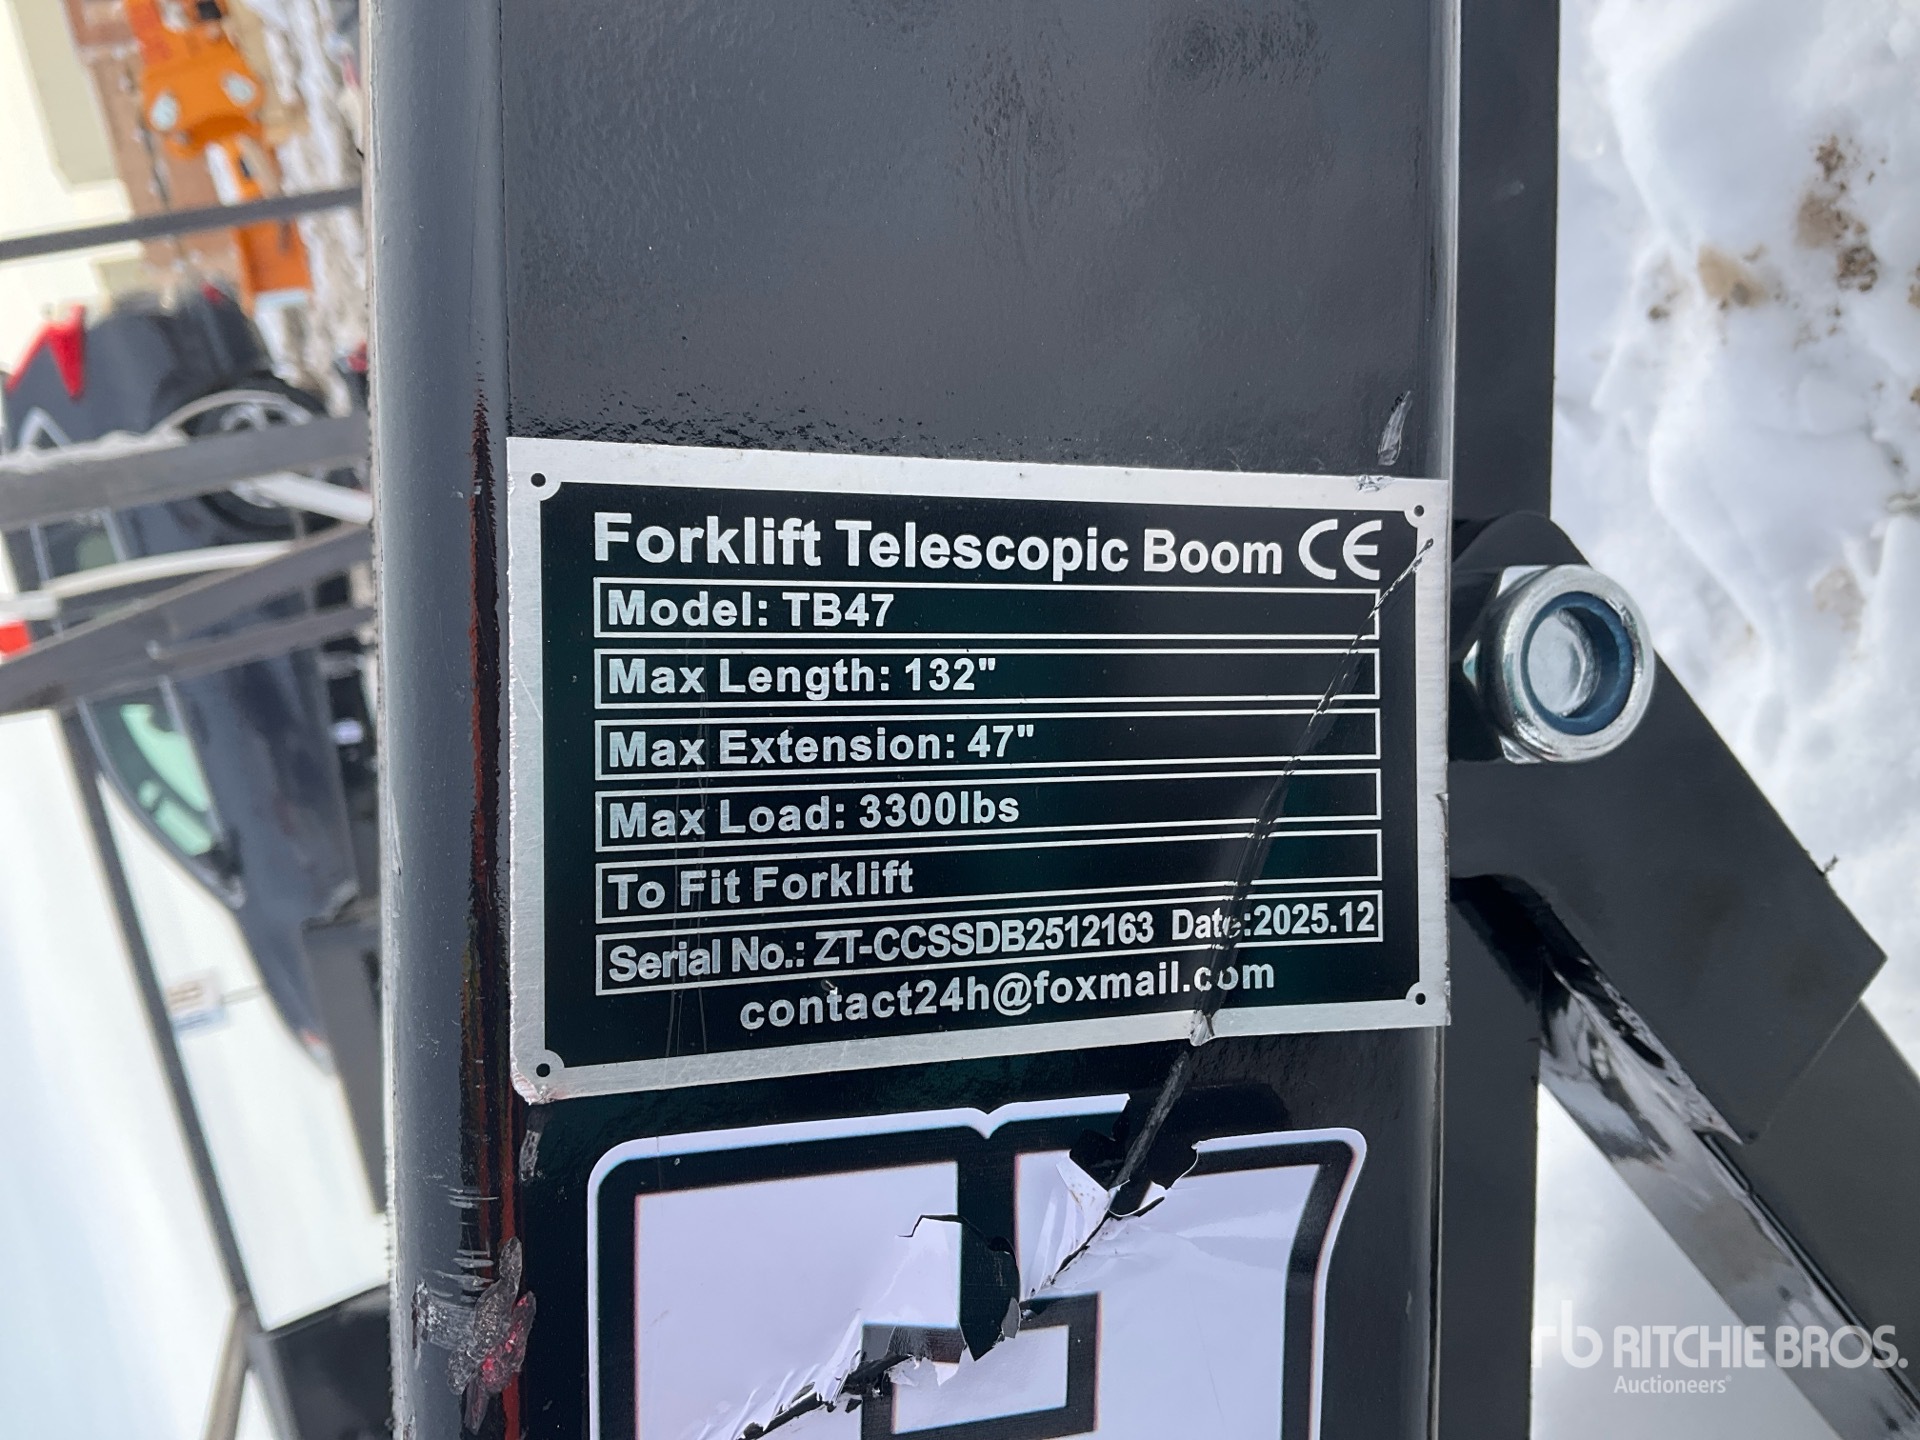 Forklift Telescopic Boom CE
Model: TB47
Max Length: 132"
Max Extension: 47"
Max Load: 3300lbs
To Fit Forklift
Serial No.: ZT-CCSSDB2512163 Date:2025.12
contact24h@foxmail.com
rb RITCHIE BROS.
Auctioneers